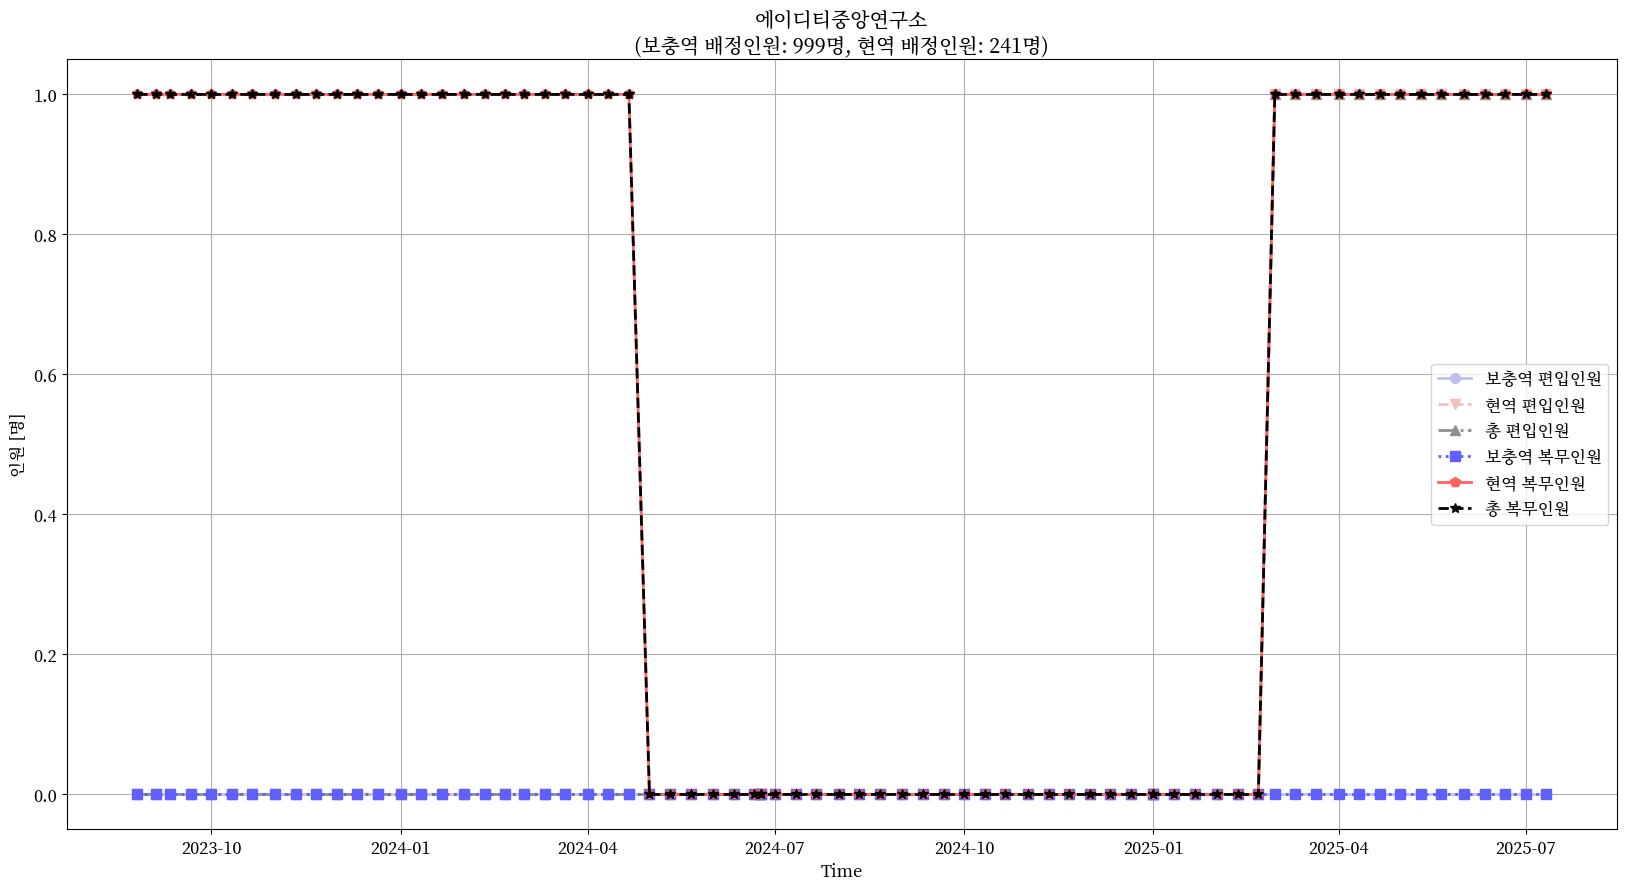 에이디티중앙연구소
(보충역 배정인원: 999명, 현역 배정인원: 241명)
1.0
0.8
0.6
0.4
0.2
0.0
인원 [명]
보충역 편입인원
현역 편입인원
총 편입인원
보충역 복무인원
현역 복무인원
총 복무인원
2023-10
2024-01
2024-04
2024-07
2024-10
2025-01
2025-04
2025-07
Time